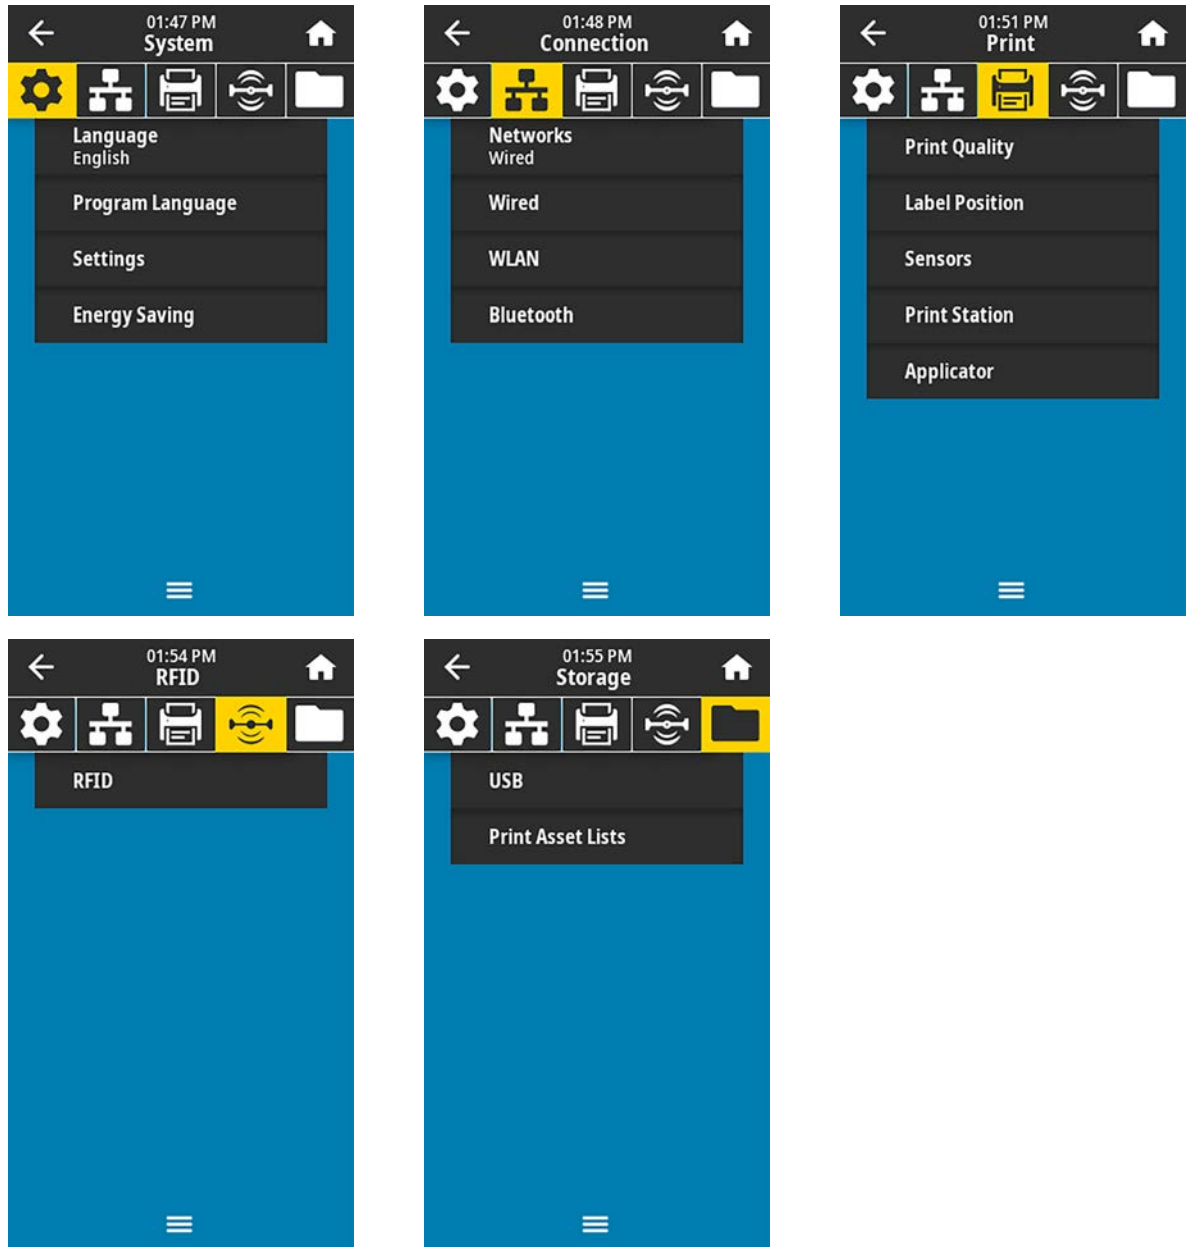 01:47 PM
System
Language
English
Program Language
Settings
Energy Saving
01:48 PM
Connection
Networks
Wired
Wired
WLAN
Bluetooth
01:51 PM
Print
Print Quality
Label Position
Sensors
Print Station
Applicator
01:54 PM
RFID
RFID
01:55 PM
Storage
USB
Print Asset Lists